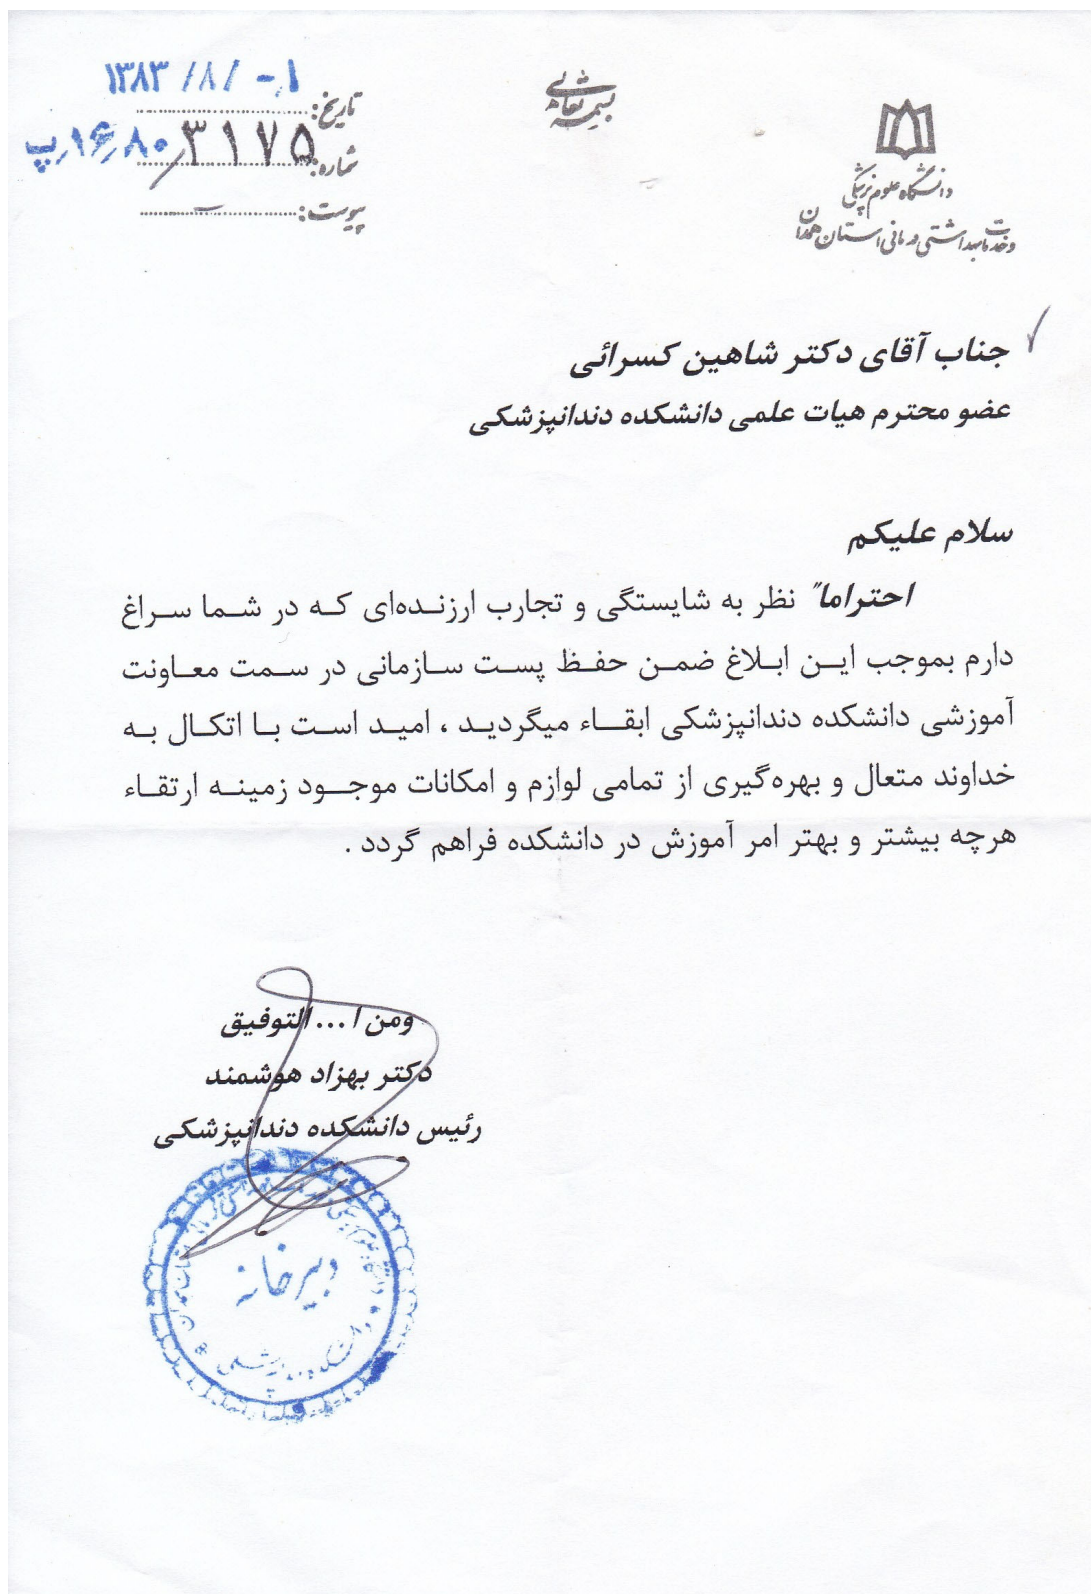 بسمه تعالی
دانشگاه علوم پزشکی
و خدمات بهداشتی درمانی استان همدان
تاریخ: ۱۳۸۳/۸/
شماره: ۳۱۷۵/۱۶٫۸۰٫پ
پیوست: -
جناب آقای دکتر شاهین کسرائی
عضو محترم هیات علمی دانشکده دندانپزشکی
سلام علیکم
احتراما" نظر به شایستگی و تجارب ارزنده‌ای که در شما سراغ
دارم بموجب این ابلاغ ضمن حفظ پست سازمانی در سمت معاونت
آموزشی دانشکده دندانپزشکی ابقاء میگردید ، امید است با اتکال به
خداوند متعال و بهره‌گیری از تمامی لوازم و امکانات موجود زمینه ارتقاء
هرچه بیشتر و بهتر امر آموزش در دانشکده فراهم گردد .
ومن ا... التوفیق
دکتر بهزاد هوشمند
رئیس دانشکده دندانپزشکی
دبیرخانه
دانشکده دندانپزشکی